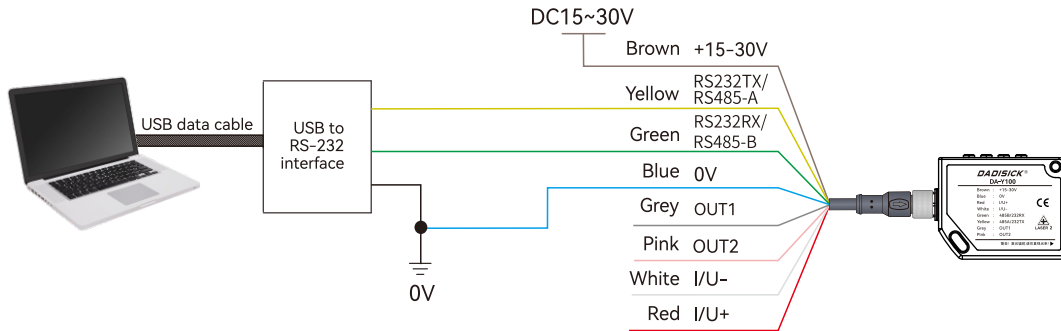 DC15~30V
Brown +15-30V
Yellow RS232TX/
RS485-A
Green RS232RX/
RS485-B
Blue 0V
Grey OUT1
Pink OUT2
White I/U-
Red I/U+
USB data cable
USB to
RS-232
interface
0V
DADISICK®
DA-Y100
Brown : +15-30V
Blue : 0V
Red : I/U+
White : I/U-
Green : 485B/232RX
Yellow : 485A/232TX
Grey : OUT1
Pink : OUT2
CE
LASER 2